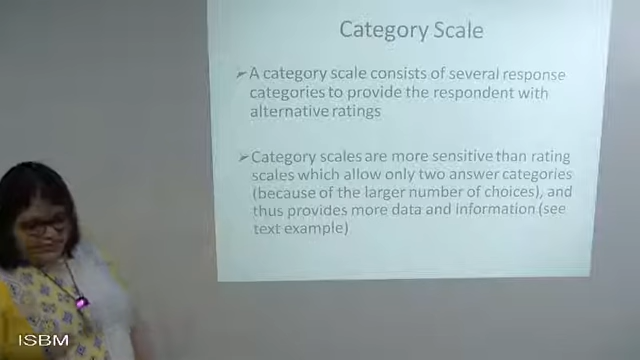 Category Scale
➢A category scale consists of several response
categories to provide the respondent with
alternative ratings
➢Category scales are more sensitive than rating
scales which allow only two answer categories
(because of the larger number of choices), and
thus provides more data and information (see
text example)
ISBM